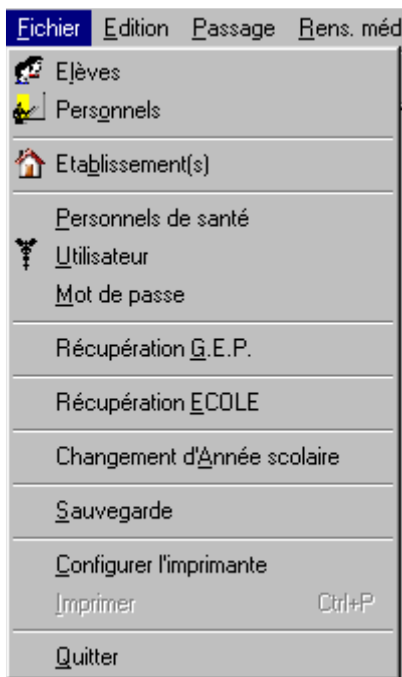 Fichier Edition Passage Rens. méd
Elèves
Personnels
Etablissement(s)
Personnels de santé
Utilisateur
Mot de passe
Récupération G.E.P.
Récupération ECOLE
Changement d'Année scolaire
Sauvegarde
Configurer l'imprimante
Imprimer Ctrl+P
Quitter